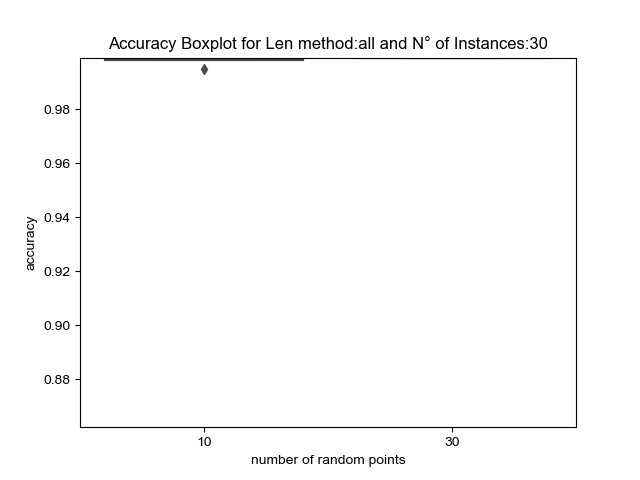 Accuracy Boxplot for Len method:all and N° of Instances:30
0.98
0.96
0.94
0.92
0.90
0.88
accuracy
10 30
number of random points